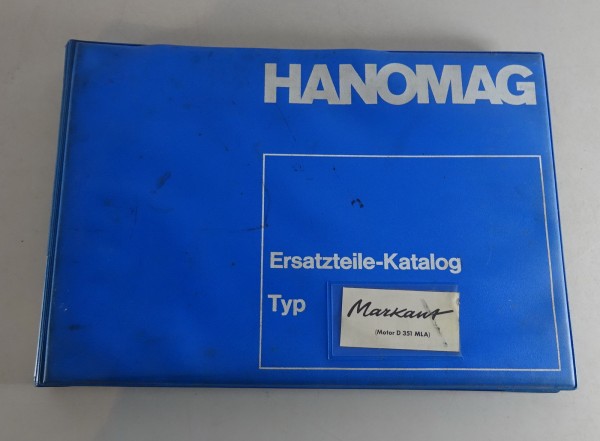 HANOMAG
Ersatzteile-Katalog
Typ Markant
(Motor D 351 MLA)